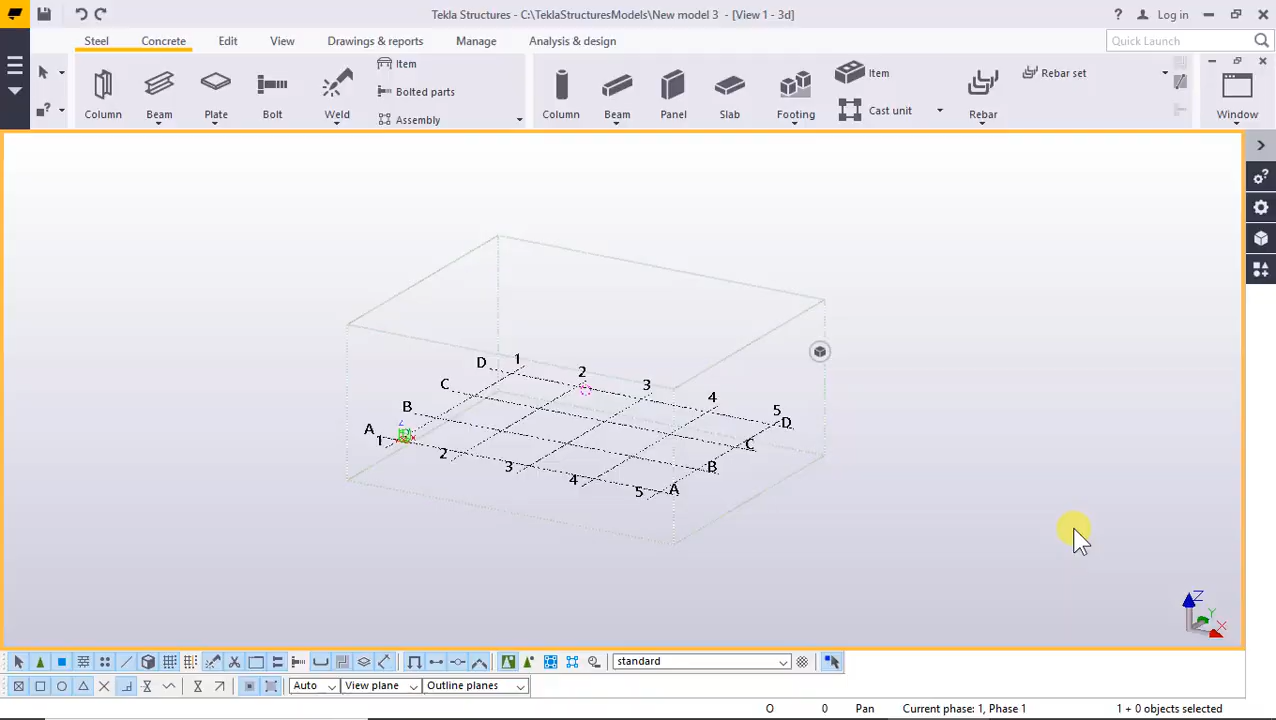 Tekla Structures - C:\TeklaStructuresModels\New model 3 - [View 1 - 3d]
? Log in
Steel Concrete Edit View Drawings & reports Manage Analysis & design Quick Launch
Item Item Rebar set
Bolted parts
Column Beam Plate Bolt Weld Column Beam Panel Slab Footing Cast unit Rebar Window
Assembly
D 1
2
C 3
4
B 5
D
A 1
C
2
3 B
4
5 A
Z
Y
X
standard
Auto View plane Outline planes
O 0 Pan Current phase: 1, Phase 1 1 + 0 objects selected